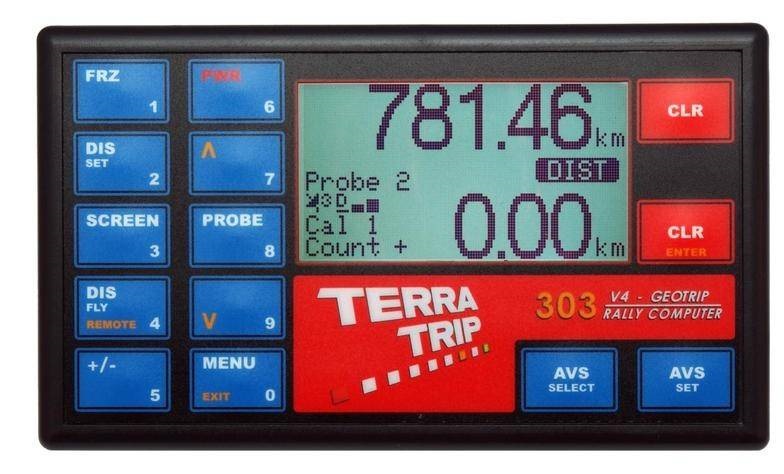 FRZ
1
PWR
6
781.46 km
CLR
DIS
SET
2
Λ
7
DIST
Probe 2
3D
Cal 1
0.00 km
Count +
SCREEN
3
PROBE
8
CLR
ENTER
DIS
FLY
REMOTE 4
V
9
TERRA
TRIP
303
V4 - GEOTRIP
RALLY COMPUTER
+/-
5
MENU
EXIT 0
AVS
SELECT
AVS
SET